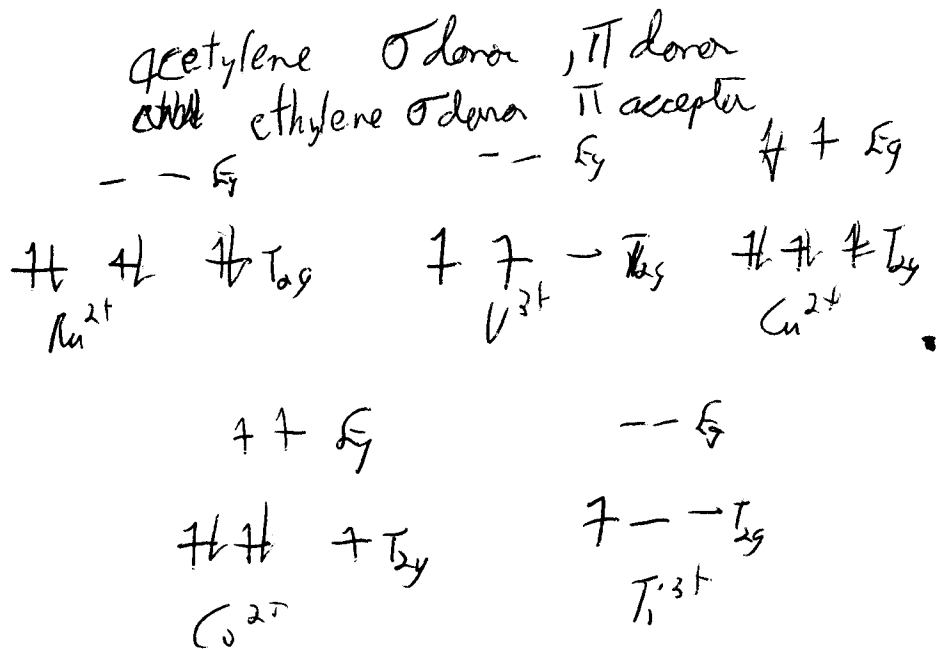 acetylene σ donor, π donor
ethylene σ donor π accepter
Eg Eg Eg
T2g T2g T2g
Ru2+ V3+ Cu2+
Eg Eg
T2g T2g
Co2+ Ti3+